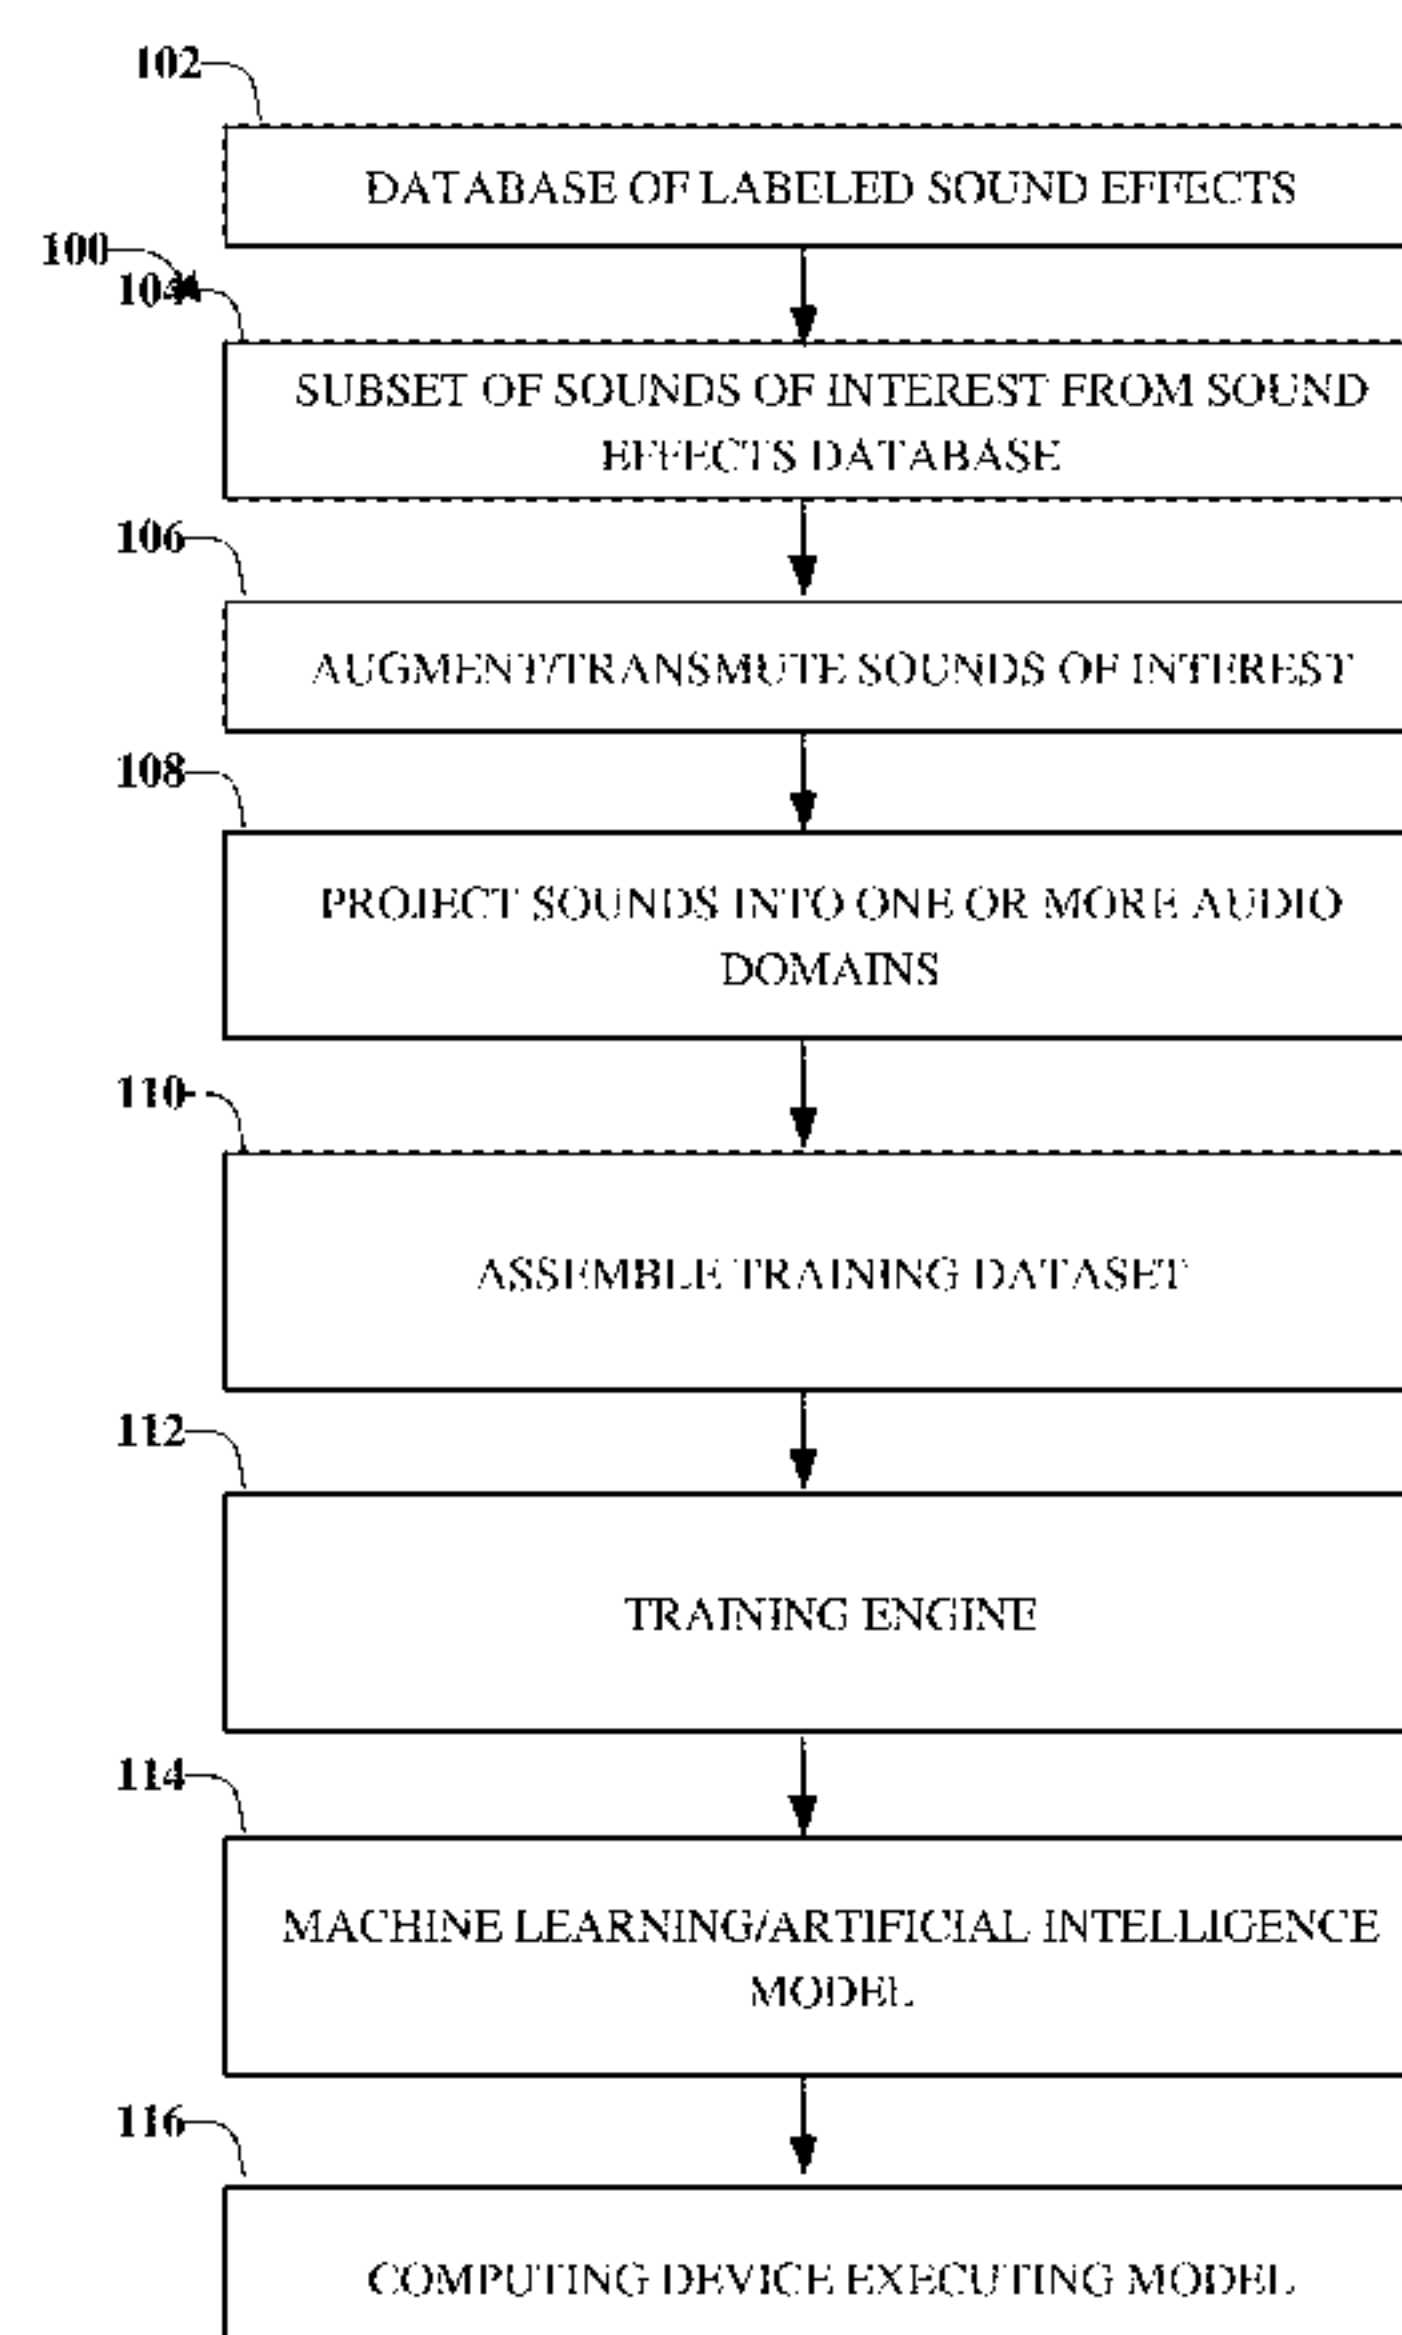 102
DATABASE OF LABELED SOUND EFFECTS
100
104
SUBSET OF SOUNDS OF INTEREST FROM SOUND
EFFECTS DATABASE
106
AUGMENT/TRANSMUTE SOUNDS OF INTEREST
108
PROJECT SOUNDS INTO ONE OR MORE AUDIO
DOMAINS
110
ASSEMBLE TRAINING DATASET
112
TRAINING ENGINE
114
MACHINE LEARNING/ARTIFICIAL INTELLIGENCE
MODEL
116
COMPUTING DEVICE EXECUTING MODEL